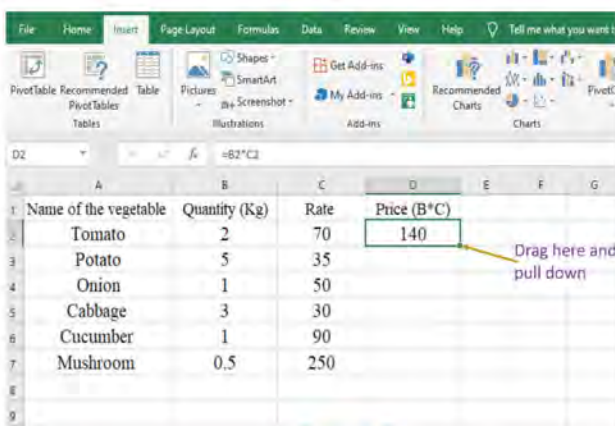 File Home Insert Page Layout Formulas Data Review View Help Tell me what you want t
PivotTable Recommended PivotTables Table
Tables
Pictures Shapes SmartArt Screenshot
Illustrations
Get Add-ins
My Add-ins
Add-ins
Recommended Charts
Charts
PivotC
D2 fx =B2*C2
A B C D E F G
1 Name of the vegetable Quantity (Kg) Rate Price (B*C)
2 Tomato 2 70 140
3 Potato 5 35
4 Onion 1 50
5 Cabbage 3 30
6 Cucumber 1 90
7 Mushroom 0.5 250
8
9
Drag here and
pull down